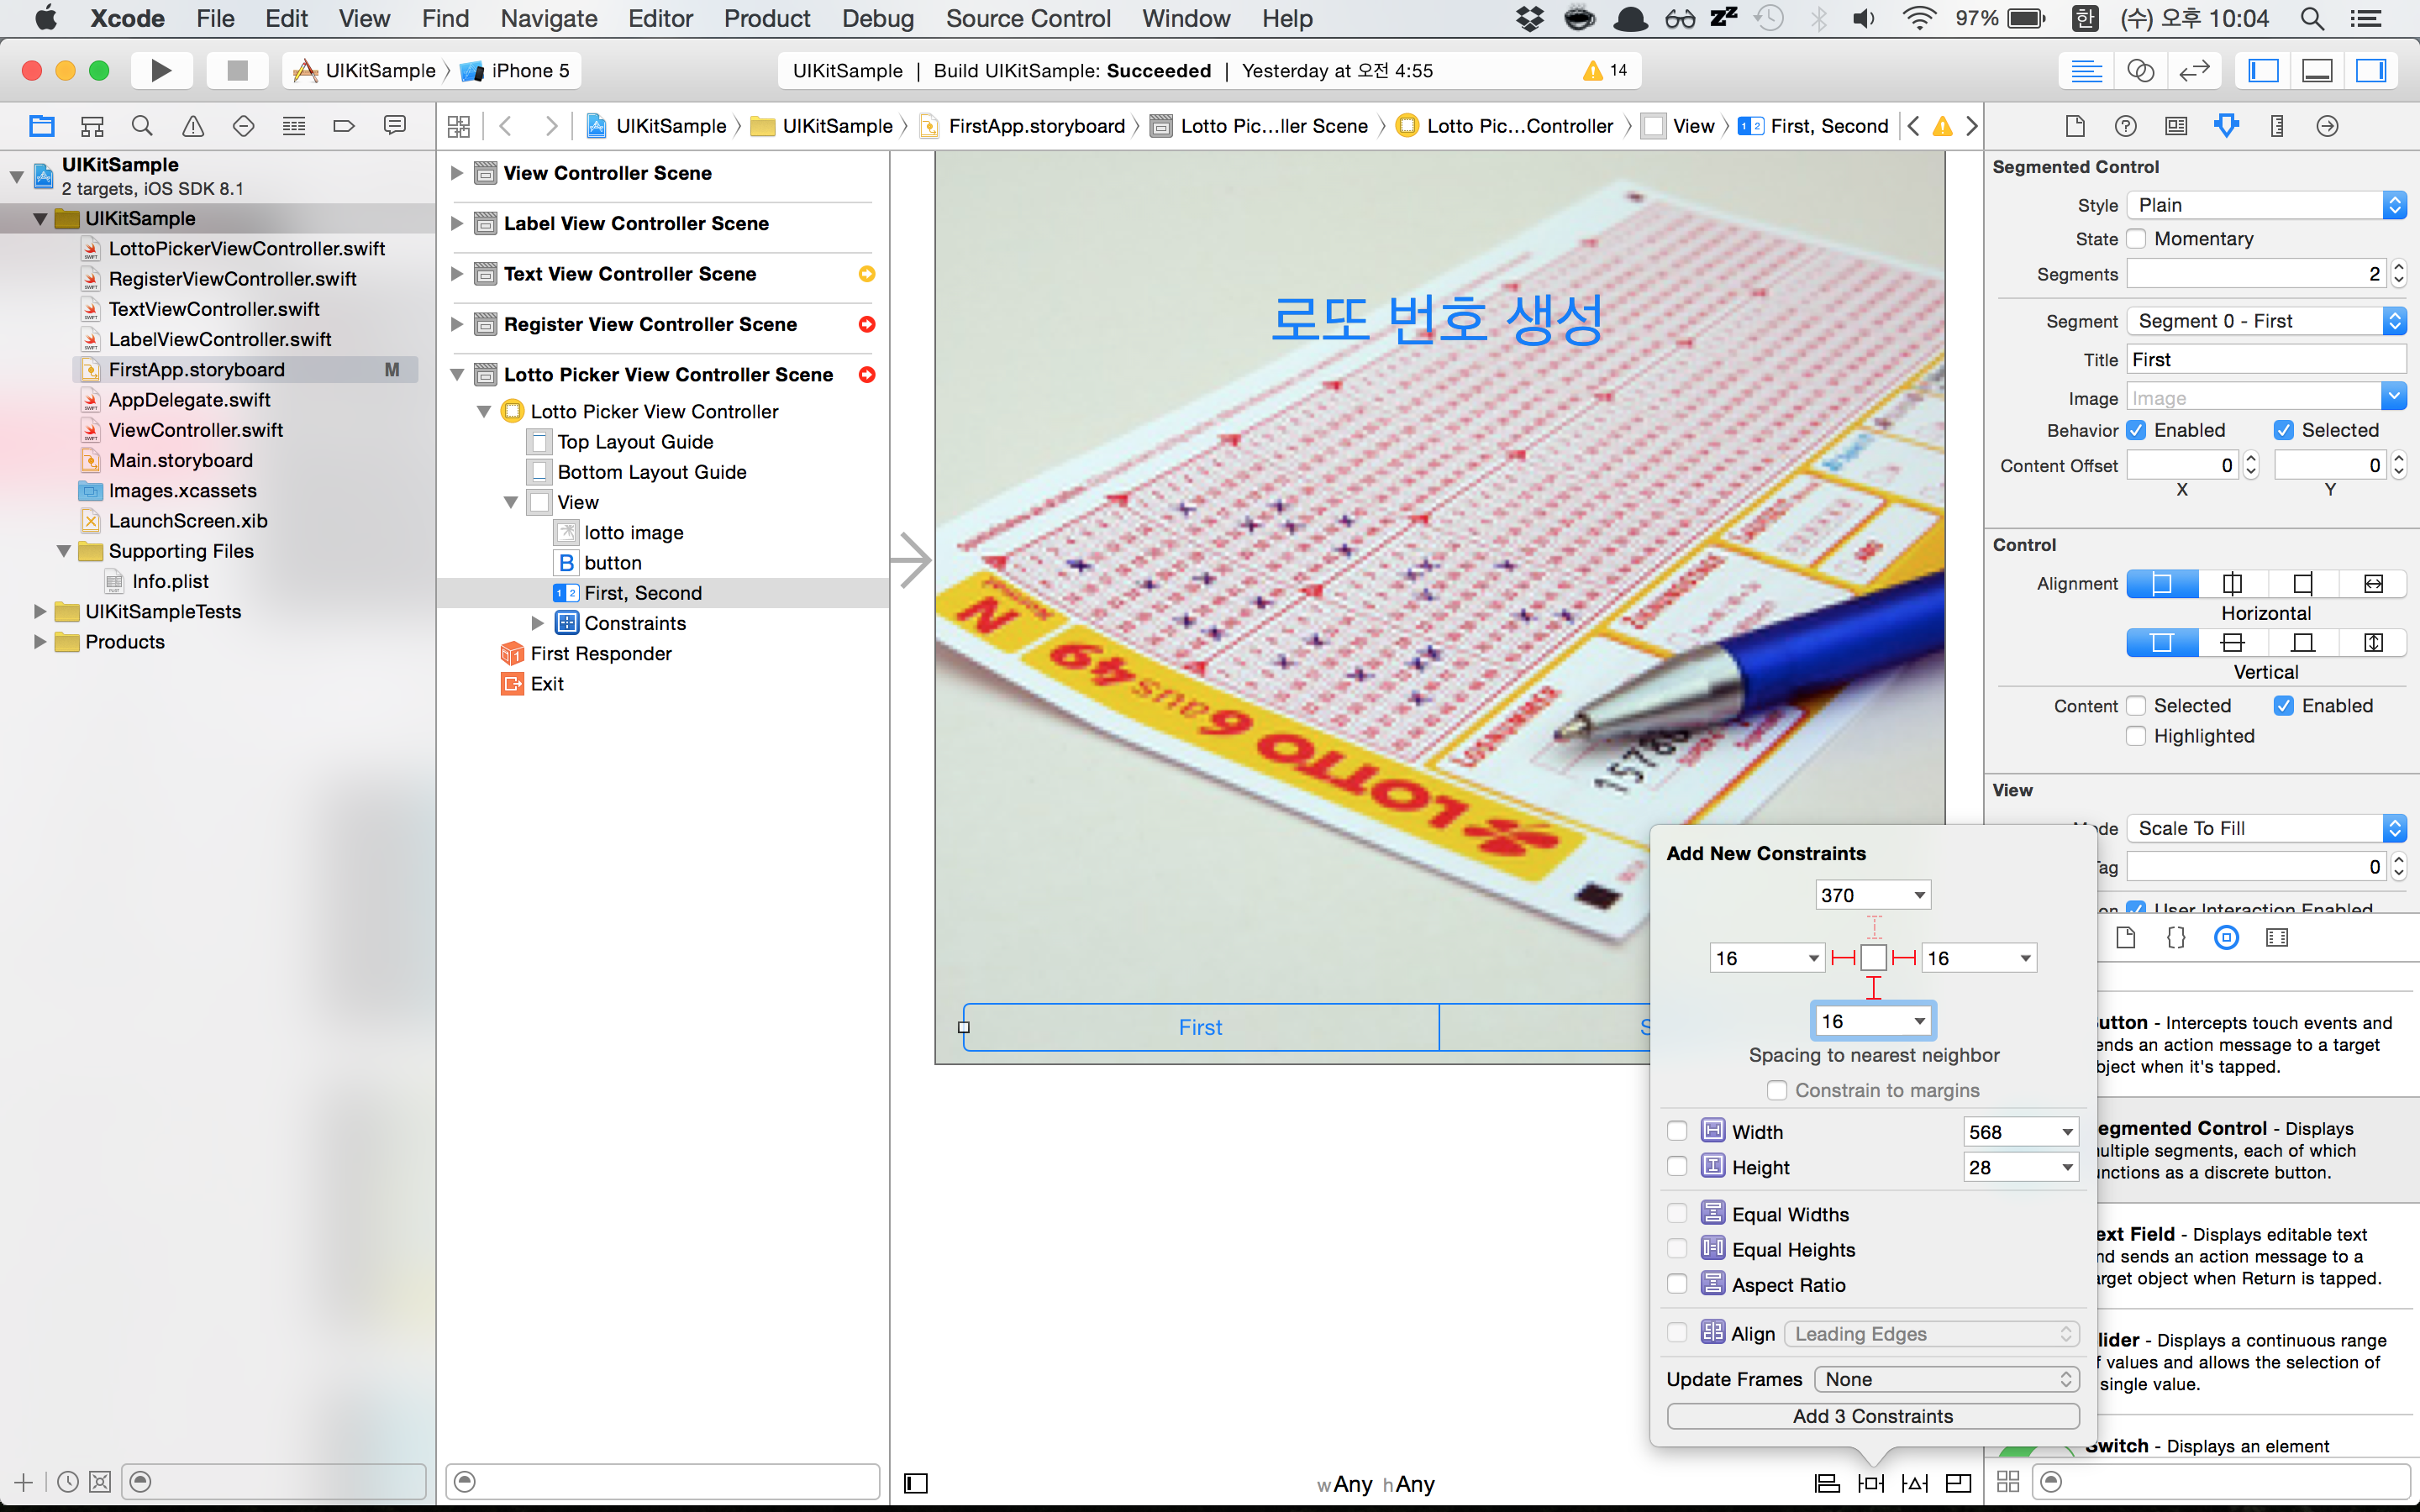 Xcode File Edit View Find Navigate Editor Product Debug Source Control Window Help 97% 한 (수) 오후 10:04
UIKitSample iPhone 5
UIKitSample | Build UIKitSample: Succeeded | Yesterday at 오전 4:55 14
UIKitSample UIKitSample FirstApp.storyboard Lotto Pic...ller Scene Lotto Pic...Controller View First, Second
UIKitSample
2 targets, iOS SDK 8.1
UIKitSample
LottoPickerViewController.swift
RegisterViewController.swift
TextViewController.swift
LabelViewController.swift
FirstApp.storyboard M
AppDelegate.swift
ViewController.swift
Main.storyboard
Images.xcassets
LaunchScreen.xib
Supporting Files
Info.plist
UIKitSampleTests
Products
View Controller Scene
Label View Controller Scene
Text View Controller Scene
Register View Controller Scene
Lotto Picker View Controller Scene
Lotto Picker View Controller
Top Layout Guide
Bottom Layout Guide
View
lotto image
B button
1 2 First, Second
Constraints
First Responder
Exit
로또 번호 생성
N
LOTTO 6aus49
15786
First
wAny hAny
Add New Constraints
370
16
16
16
Spacing to nearest neighbor
Constrain to margins
Width 568
Height 28
Equal Widths
Equal Heights
Aspect Ratio
Align Leading Edges
Update Frames None
Add 3 Constraints
Segmented Control
Style Plain
State Momentary
Segments 2
Segment Segment 0 - First
Title First
Image Image
Behavior Enabled Selected
Content Offset 0 0
X Y
Control
Alignment
Horizontal
Vertical
Content Selected Enabled
Highlighted
View
Scale To Fill
0
User Interaction Enabled
utton - Intercepts touch events and
ends an action message to a target
bject when it's tapped.
egmented Control - Displays
ultiple segments, each of which
nctions as a discrete button.
ext Field - Displays editable text
nd sends an action message to a
rget object when Return is tapped.
lider - Displays a continuous range
f values and allows the selection of
single value.
Switch - Displays an element